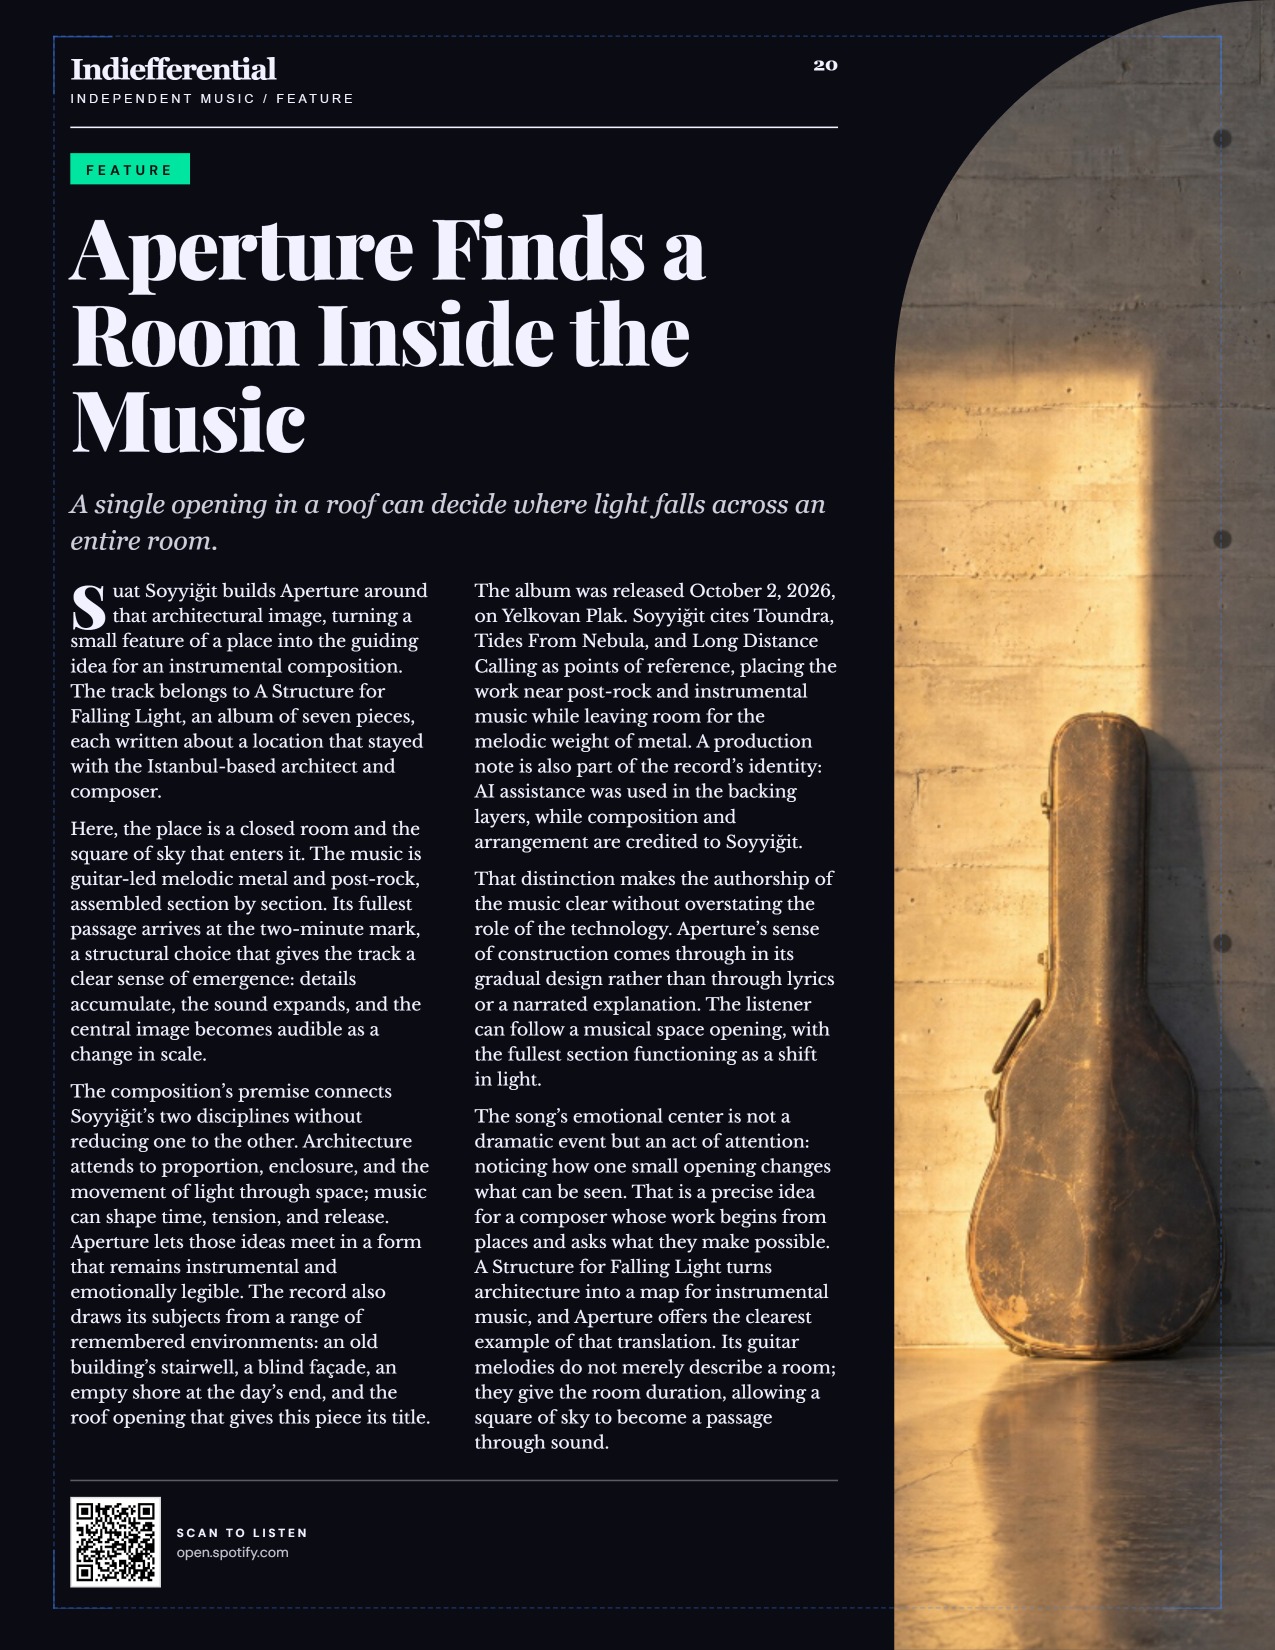 Indiefferential
20
INDEPENDENT MUSIC / FEATURE
FEATURE
Aperture Finds a
Room Inside the
Music
A single opening in a roof can decide where light falls across an
entire room.
Suat Soyyiğit builds Aperture around
that architectural image, turning a
small feature of a place into the guiding
idea for an instrumental composition.
The track belongs to A Structure for
Falling Light, an album of seven pieces,
each written about a location that stayed
with the Istanbul-based architect and
composer.
Here, the place is a closed room and the
square of sky that enters it. The music is
guitar-led melodic metal and post-rock,
assembled section by section. Its fullest
passage arrives at the two-minute mark,
a structural choice that gives the track a
clear sense of emergence: details
accumulate, the sound expands, and the
central image becomes audible as a
change in scale.
The composition’s premise connects
Soyyiğit’s two disciplines without
reducing one to the other. Architecture
attends to proportion, enclosure, and the
movement of light through space; music
can shape time, tension, and release.
Aperture lets those ideas meet in a form
that remains instrumental and
emotionally legible. The record also
draws its subjects from a range of
remembered environments: an old
building’s stairwell, a blind façade, an
empty shore at the day’s end, and the
roof opening that gives this piece its title.
The album was released October 2, 2026,
on Yelkovan Plak. Soyyiğit cites Toundra,
Tides From Nebula, and Long Distance
Calling as points of reference, placing the
work near post-rock and instrumental
music while leaving room for the
melodic weight of metal. A production
note is also part of the record’s identity:
AI assistance was used in the backing
layers, while composition and
arrangement are credited to Soyyiğit.
That distinction makes the authorship of
the music clear without overstating the
role of the technology. Aperture’s sense
of construction comes through in its
gradual design rather than through lyrics
or a narrated explanation. The listener
can follow a musical space opening, with
the fullest section functioning as a shift
in light.
The song’s emotional center is not a
dramatic event but an act of attention:
noticing how one small opening changes
what can be seen. That is a precise idea
for a composer whose work begins from
places and asks what they make possible.
A Structure for Falling Light turns
architecture into a map for instrumental
music, and Aperture offers the clearest
example of that translation. Its guitar
melodies do not merely describe a room;
they give the room duration, allowing a
square of sky to become a passage
through sound.
SCAN TO LISTEN
open.spotify.com